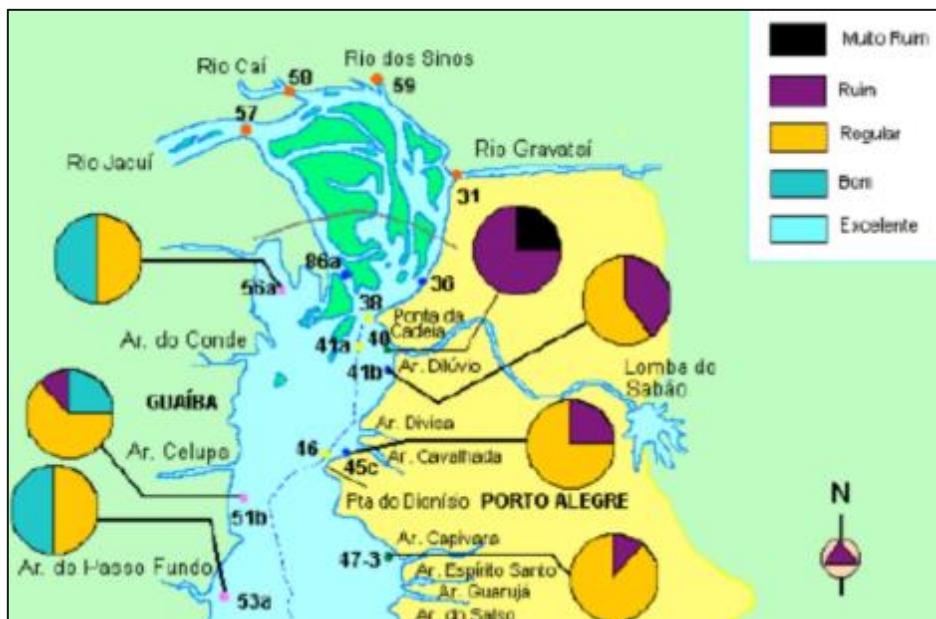 Muito Ruim
Ruim
Regular
Bom
Excelente
Rio Caí
58
Rio dos Sinos
59
57
Rio Jacuí
Rio Gravataí
31
86a
36
56a
38
Ponta da
Cadeia
40
41a
Ar. do Conde
Ar. Dilúvio
41b
Lomba do
Sabão
GUAÍBA
Ar. Divisa
46
Ar. Celupa
Ar. Cavalhada
45c
Pta do Dionísio
PORTO ALEGRE
51b
N
Ar. Capivara
47-3
Ar. do Passo Fundo
Ar. Espírito Santo
Ar. Guarujá
53a
Ar. do Salso